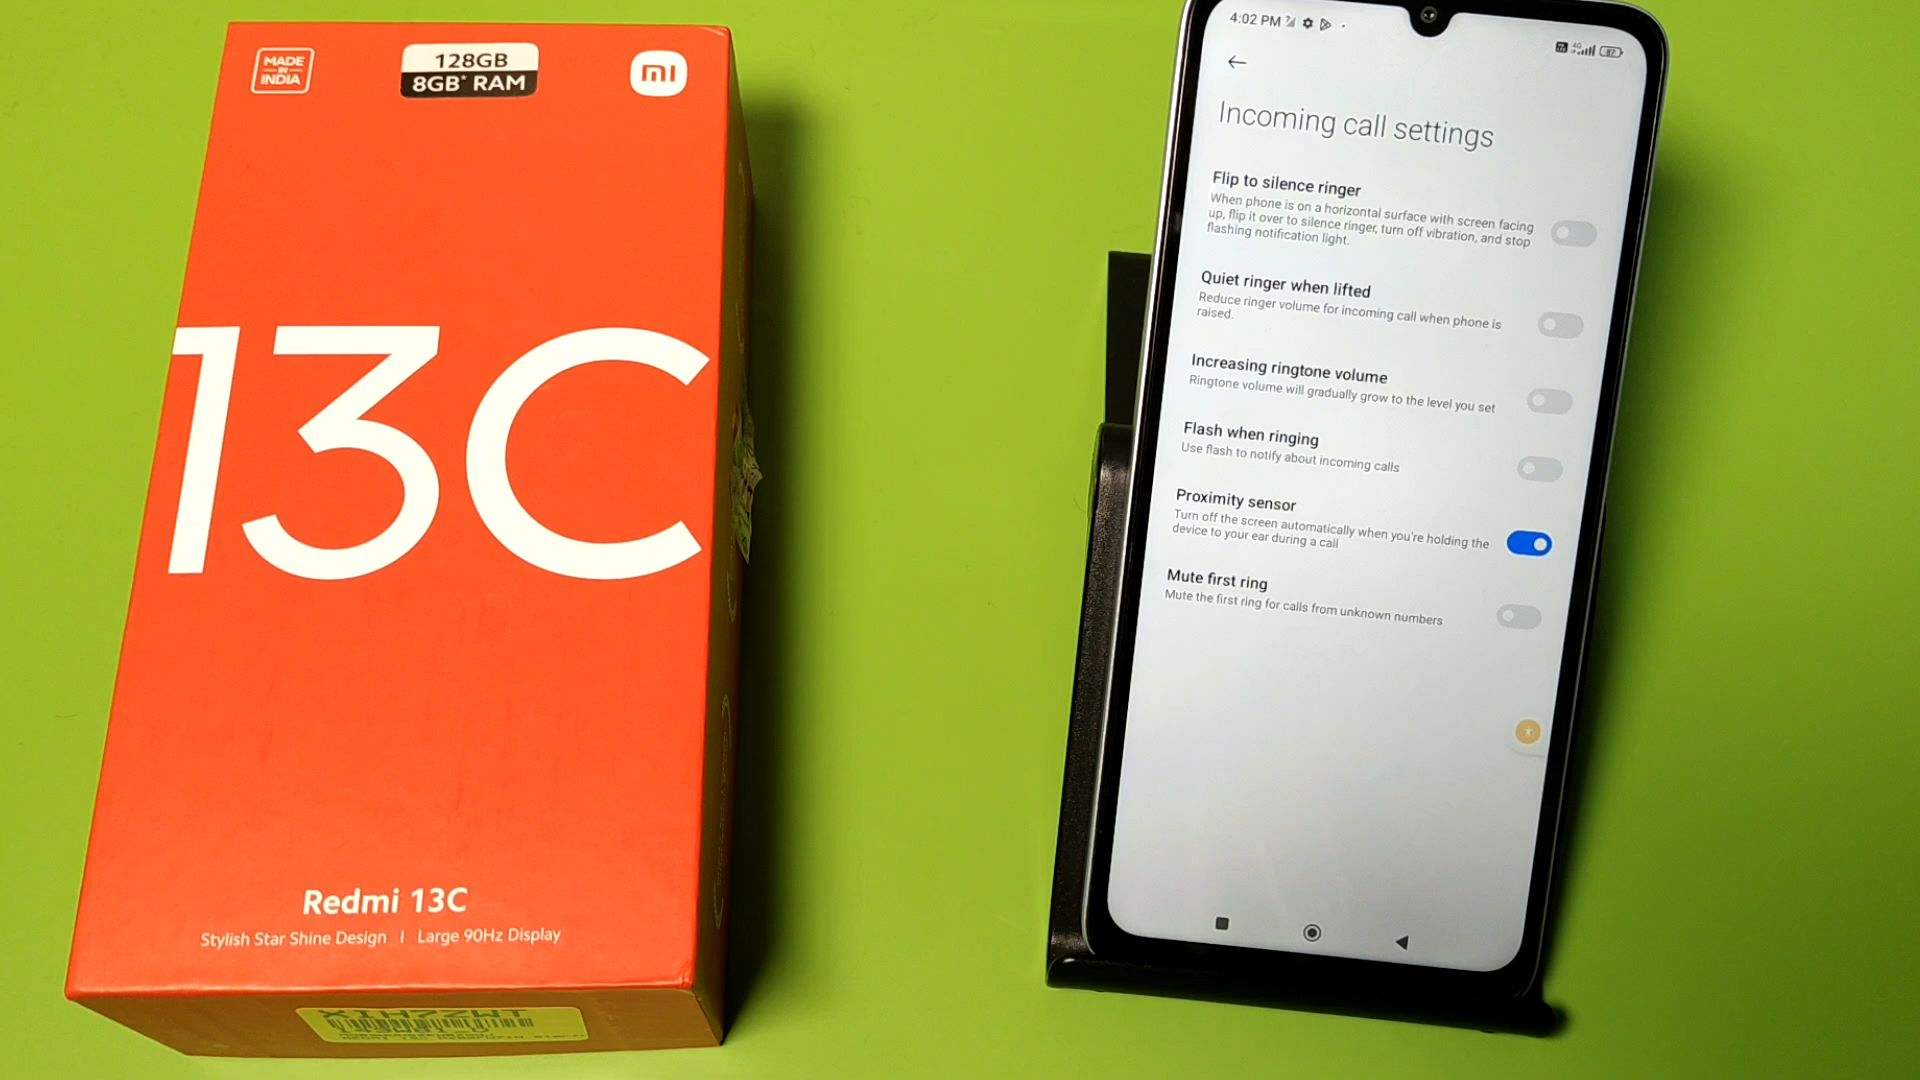 MADE
IN
INDIA
128GB
8GB* RAM
mi
13C
Redmi 13C
Stylish Star Shine Design | Large 90Hz Display
4:02 PM
4G
87
Incoming call settings
Flip to silence ringer
When phone is on a horizontal surface with screen facing
up, flip it over to silence ringer, turn off vibration, and stop
flashing notification light.
Quiet ringer when lifted
Reduce ringer volume for incoming call when phone is
raised.
Increasing ringtone volume
Ringtone volume will gradually grow to the level you set
Flash when ringing
Use flash to notify about incoming calls
Proximity sensor
Turn off the screen automatically when you're holding the
device to your ear during a call
Mute first ring
Mute the first ring for calls from unknown numbers